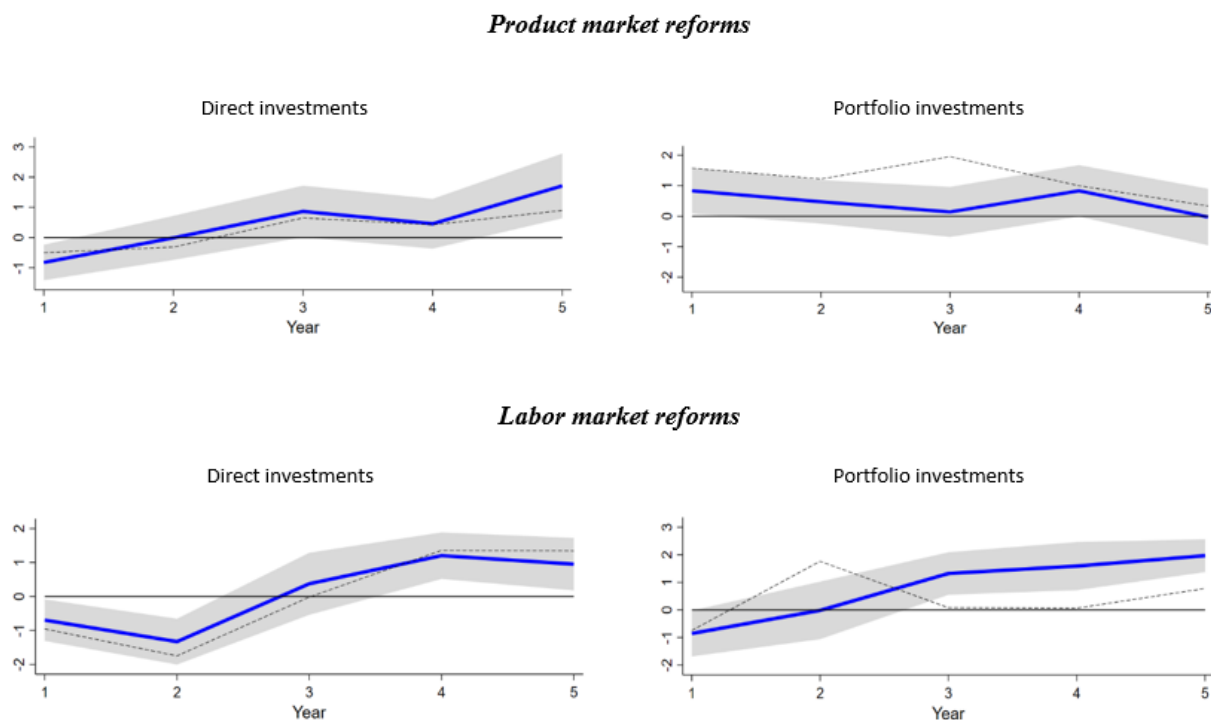 Product market reforms
Direct investments
3
2
1
0
-1
1 2 3 4 5
Year
Portfolio investments
2
1
0
-1
-2
1 2 3 4 5
Year
Labor market reforms
Direct investments
2
1
0
-1
-2
1 2 3 4 5
Year
Portfolio investments
3
2
1
0
-1
-2
1 2 3 4 5
Year